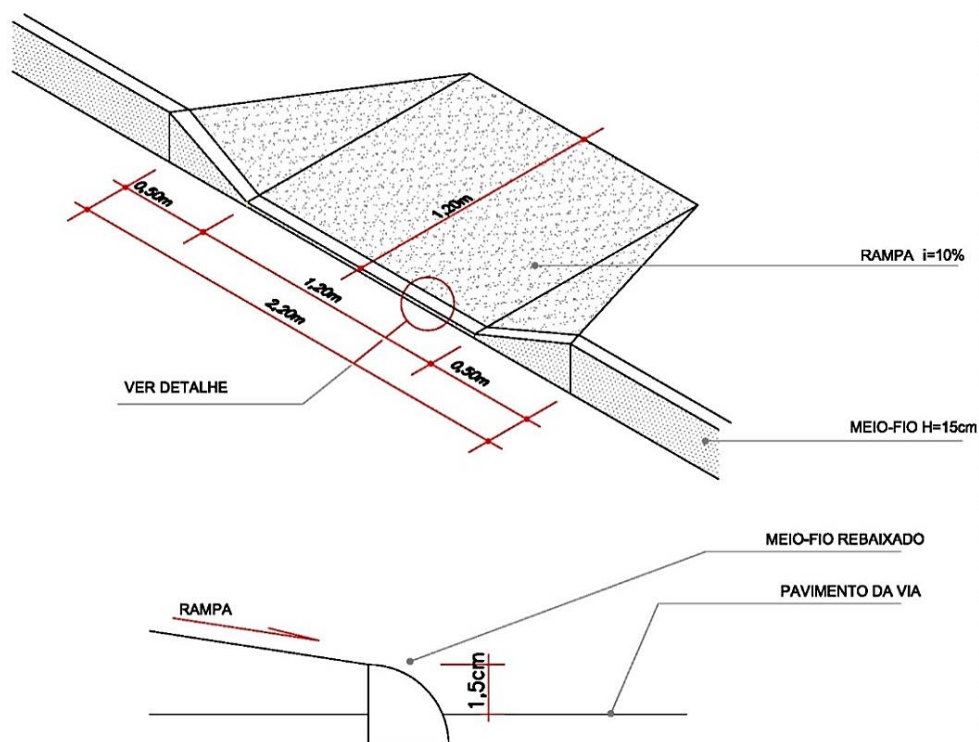 0,50m
1,20m
RAMPA i=10%
1,20m
2,20m
0,50m
VER DETALHE
MEIO-FIO H=15cm
MEIO-FIO REBAIXADO
PAVIMENTO DA VIA
RAMPA
1,5cm